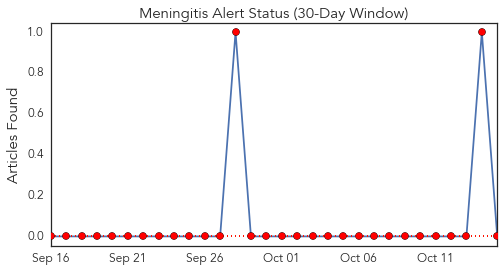 Meningitis Alert Status (30-Day Window)
Articles Found
1.0
0.8
0.6
0.4
0.2
0.0
Sep 16 Sep 21 Sep 26 Oct 01 Oct 06 Oct 11